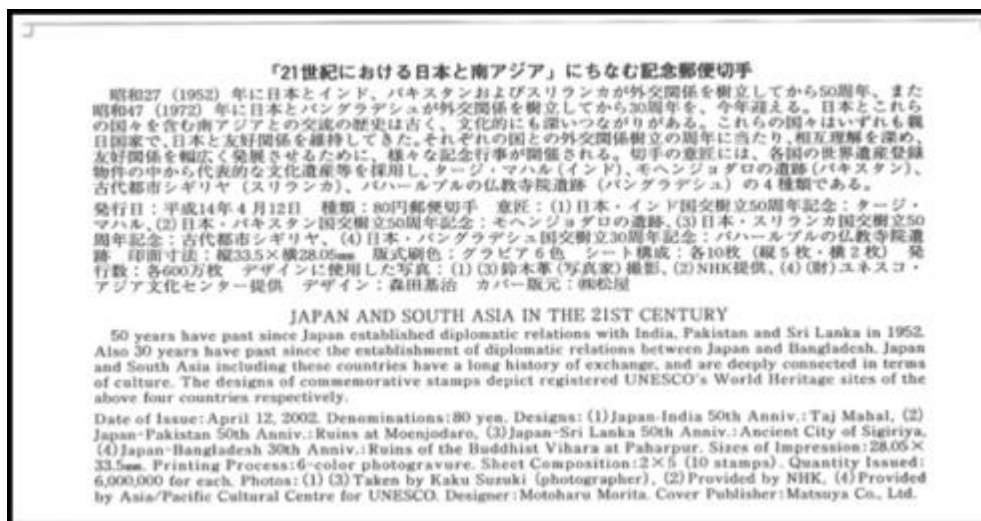 「21世紀における日本と南アジア」にちなむ記念郵便切手
昭和27（1952）年に日本とインド、パキスタンおよびスリランカが外交関係を樹立してから50周年、また
昭和47（1972）年に日本とバングラデシュが外交関係を樹立してから30周年を、今年迎える。日本とこれら
の国々を含む南アジアとの交流の歴史は古く、文化的にも深いつながりがある。これらの国々はいずれも親
日国家で、日本と友好関係を維持してきた。それぞれの国との外交関係樹立の周年に当たり、相互理解を深め、
友好関係を幅広く発展させるために、様々な記念行事が開催される。切手の意匠には、各国の世界遺産登録
物件の中から代表的な文化遺産等を採用し、タージ・マハル（インド）、モヘンジョダロの遺跡（パキスタン）、
古代都市シギリヤ（スリランカ）、パハールプルの仏教寺院遺跡（バングラデシュ）の4種類である。
発行日：平成14年4月12日　種類：80円郵便切手　意匠：(1)日本・インド国交樹立50周年記念：タージ・
マハル、(2)日本・パキスタン国交樹立50周年記念：モヘンジョダロの遺跡、(3)日本・スリランカ国交樹立50
周年記念：古代都市シギリヤ、(4)日本・バングラデシュ国交樹立30周年記念：パハールプルの仏教寺院遺
跡　印面寸法：縦33.5×横28.05mm　版式刷色：グラビア6色　シート構成：各10枚（縦5枚・横2枚）　発
行数：各600万枚　デザインに使用した写真：(1)(3)鈴木革（写真家）撮影、(2)NHK提供、(4)(財)ユネスコ・
アジア文化センター提供　デザイン：森田基治　カバー版元：㈱松屋
JAPAN AND SOUTH ASIA IN THE 21ST CENTURY
50 years have past since Japan established diplomatic relations with India, Pakistan and Sri Lanka in 1952.
Also 30 years have past since the establishment of diplomatic relations between Japan and Bangladesh. Japan
and South Asia including these countries have a long history of exchange, and are deeply connected in terms
of culture. The designs of commemorative stamps depict registered UNESCO's World Heritage sites of the
above four countries respectively.
Date of Issue:April 12, 2002. Denominations:80 yen. Designs: (1)Japan-India 50th Anniv.:Taj Mahal, (2)
Japan-Pakistan 50th Anniv.:Ruins at Moenjodaro, (3)Japan-Sri Lanka 50th Anniv.:Ancient City of Sigiriya,
(4)Japan-Bangladesh 30th Anniv.:Ruins of the Buddhist Vihara at Paharpur. Sizes of Impression:28.05×
33.5mm. Printing Process:6-color photogravure. Sheet Composition:2×5 (10 stamps). Quantity Issued:
6,000,000 for each. Photos:(1)(3)Taken by Kaku Suzuki (photographer), (2)Provided by NHK, (4)Provided
by Asia/Pacific Cultural Centre for UNESCO. Designer:Motoharu Morita. Cover Publisher:Matsuya Co., Ltd.